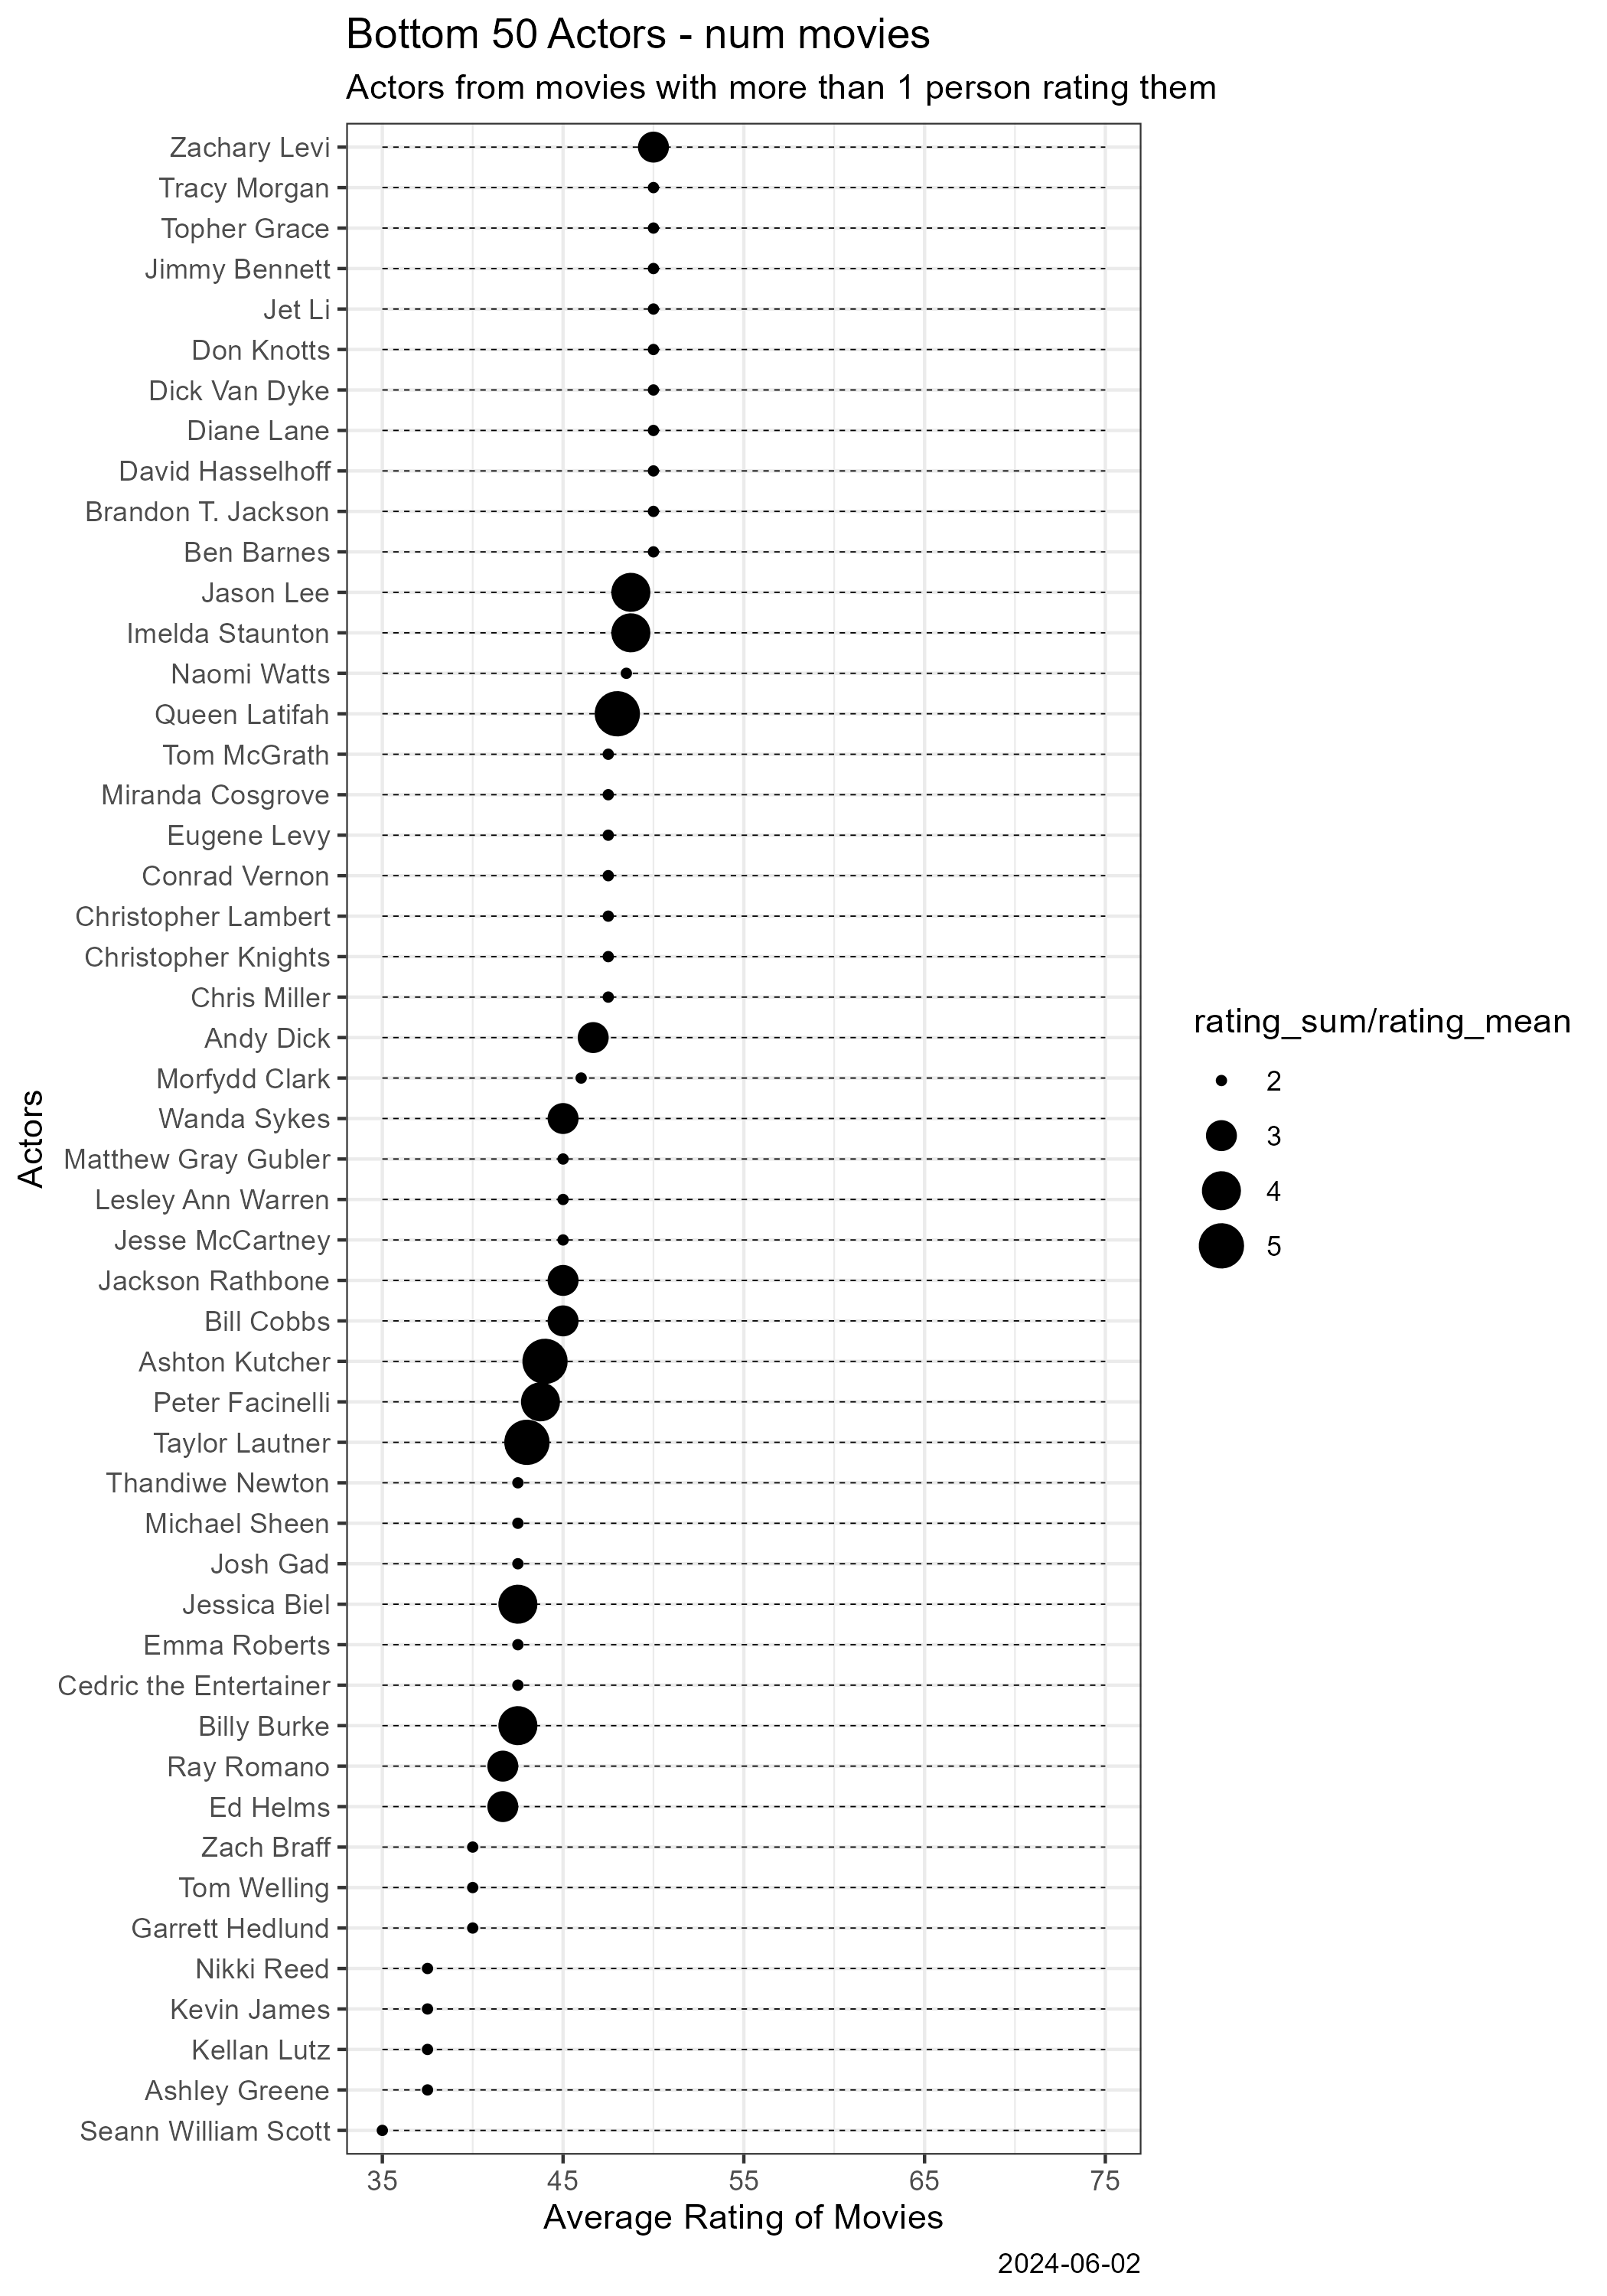 Bottom 50 Actors - num movies
Actors from movies with more than 1 person rating them
Actors
Zachary Levi
Tracy Morgan
Topher Grace
Jimmy Bennett
Jet Li
Don Knotts
Dick Van Dyke
Diane Lane
David Hasselhoff
Brandon T. Jackson
Ben Barnes
Jason Lee
Imelda Staunton
Naomi Watts
Queen Latifah
Tom McGrath
Miranda Cosgrove
Eugene Levy
Conrad Vernon
Christopher Lambert
Christopher Knights
Chris Miller
Andy Dick
Morfydd Clark
Wanda Sykes
Matthew Gray Gubler
Lesley Ann Warren
Jesse McCartney
Jackson Rathbone
Bill Cobbs
Ashton Kutcher
Peter Facinelli
Taylor Lautner
Thandiwe Newton
Michael Sheen
Josh Gad
Jessica Biel
Emma Roberts
Cedric the Entertainer
Billy Burke
Ray Romano
Ed Helms
Zach Braff
Tom Welling
Garrett Hedlund
Nikki Reed
Kevin James
Kellan Lutz
Ashley Greene
Seann William Scott
35 45 55 65 75
Average Rating of Movies
rating_sum/rating_mean
2
3
4
5
2024-06-02